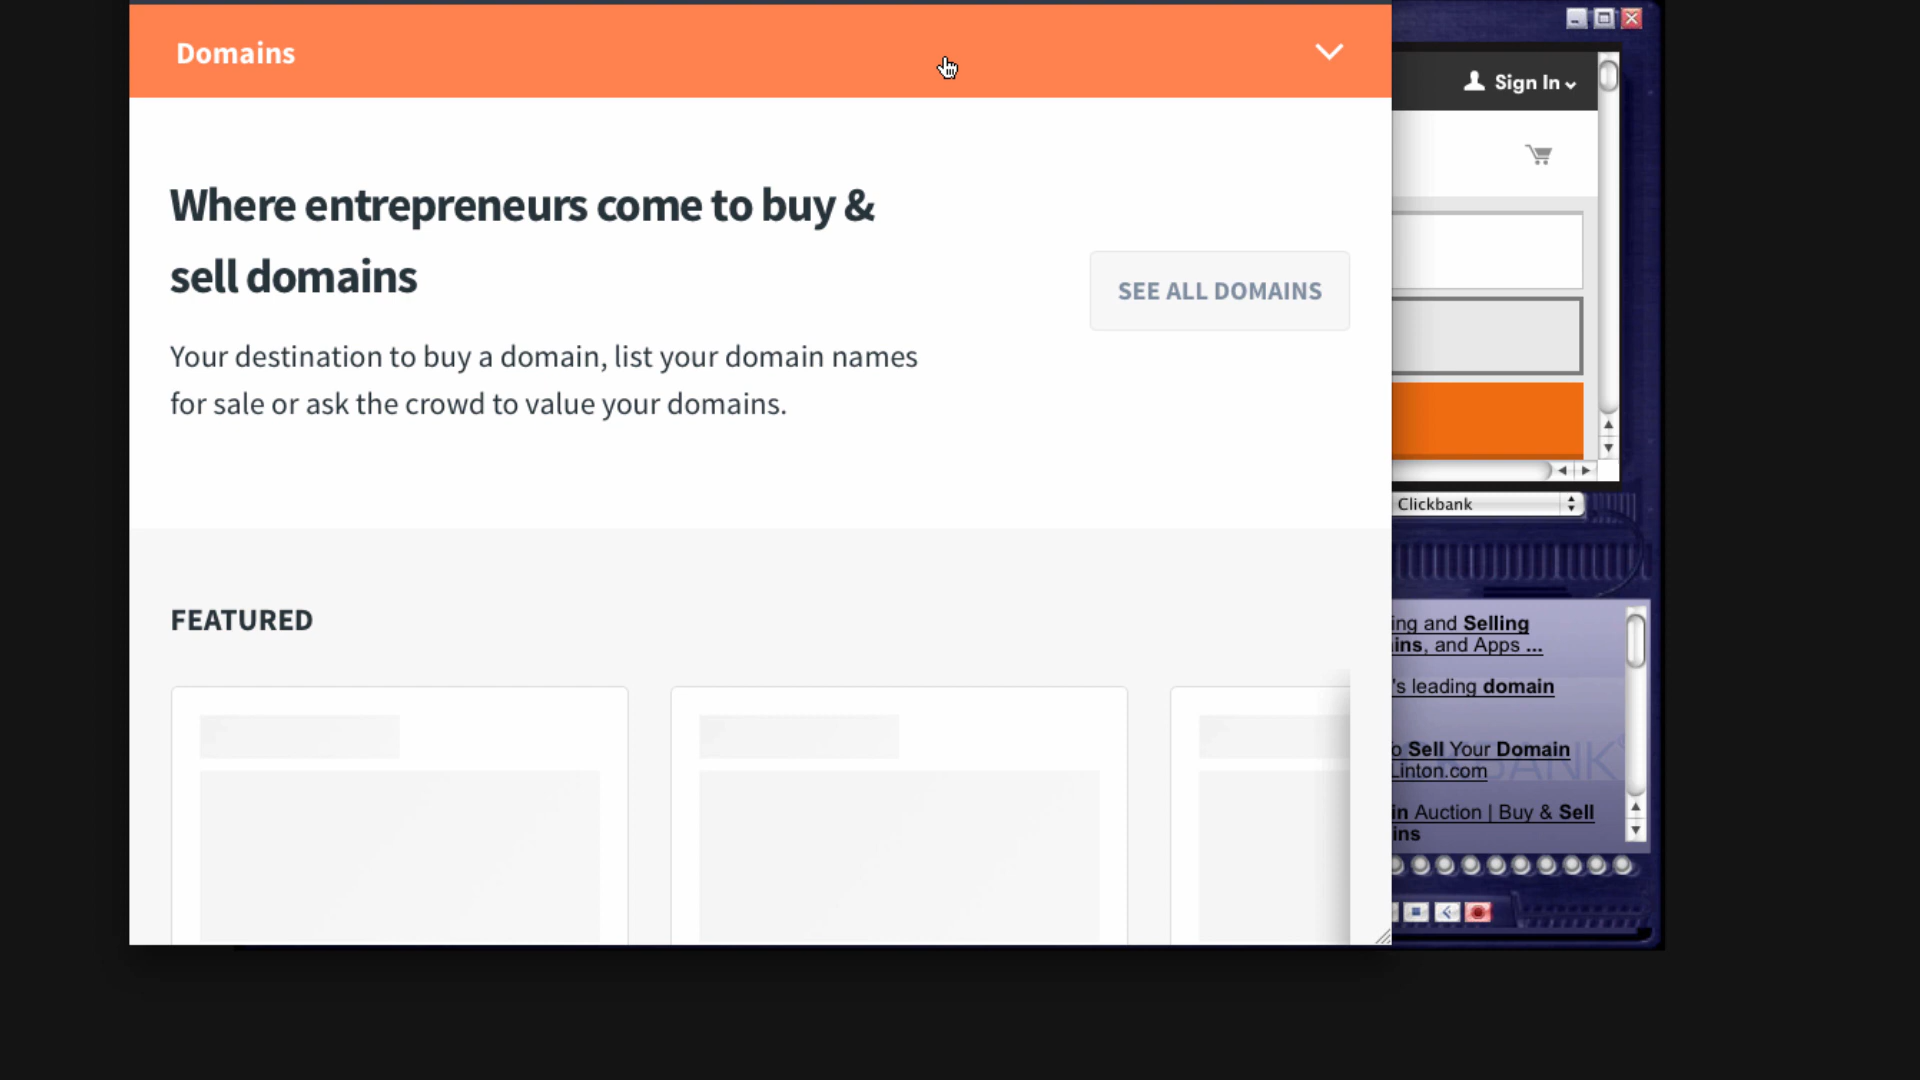 Domains
Where entrepreneurs come to buy &
sell domains
Your destination to buy a domain, list your domain names
for sale or ask the crowd to value your domains.
SEE ALL DOMAINS
FEATURED
Sign In
Clickbank
ing and Selling
ins, and Apps ...
's leading domain
o Sell Your Domain
Linton.com
in Auction | Buy & Sell
ins
BANK